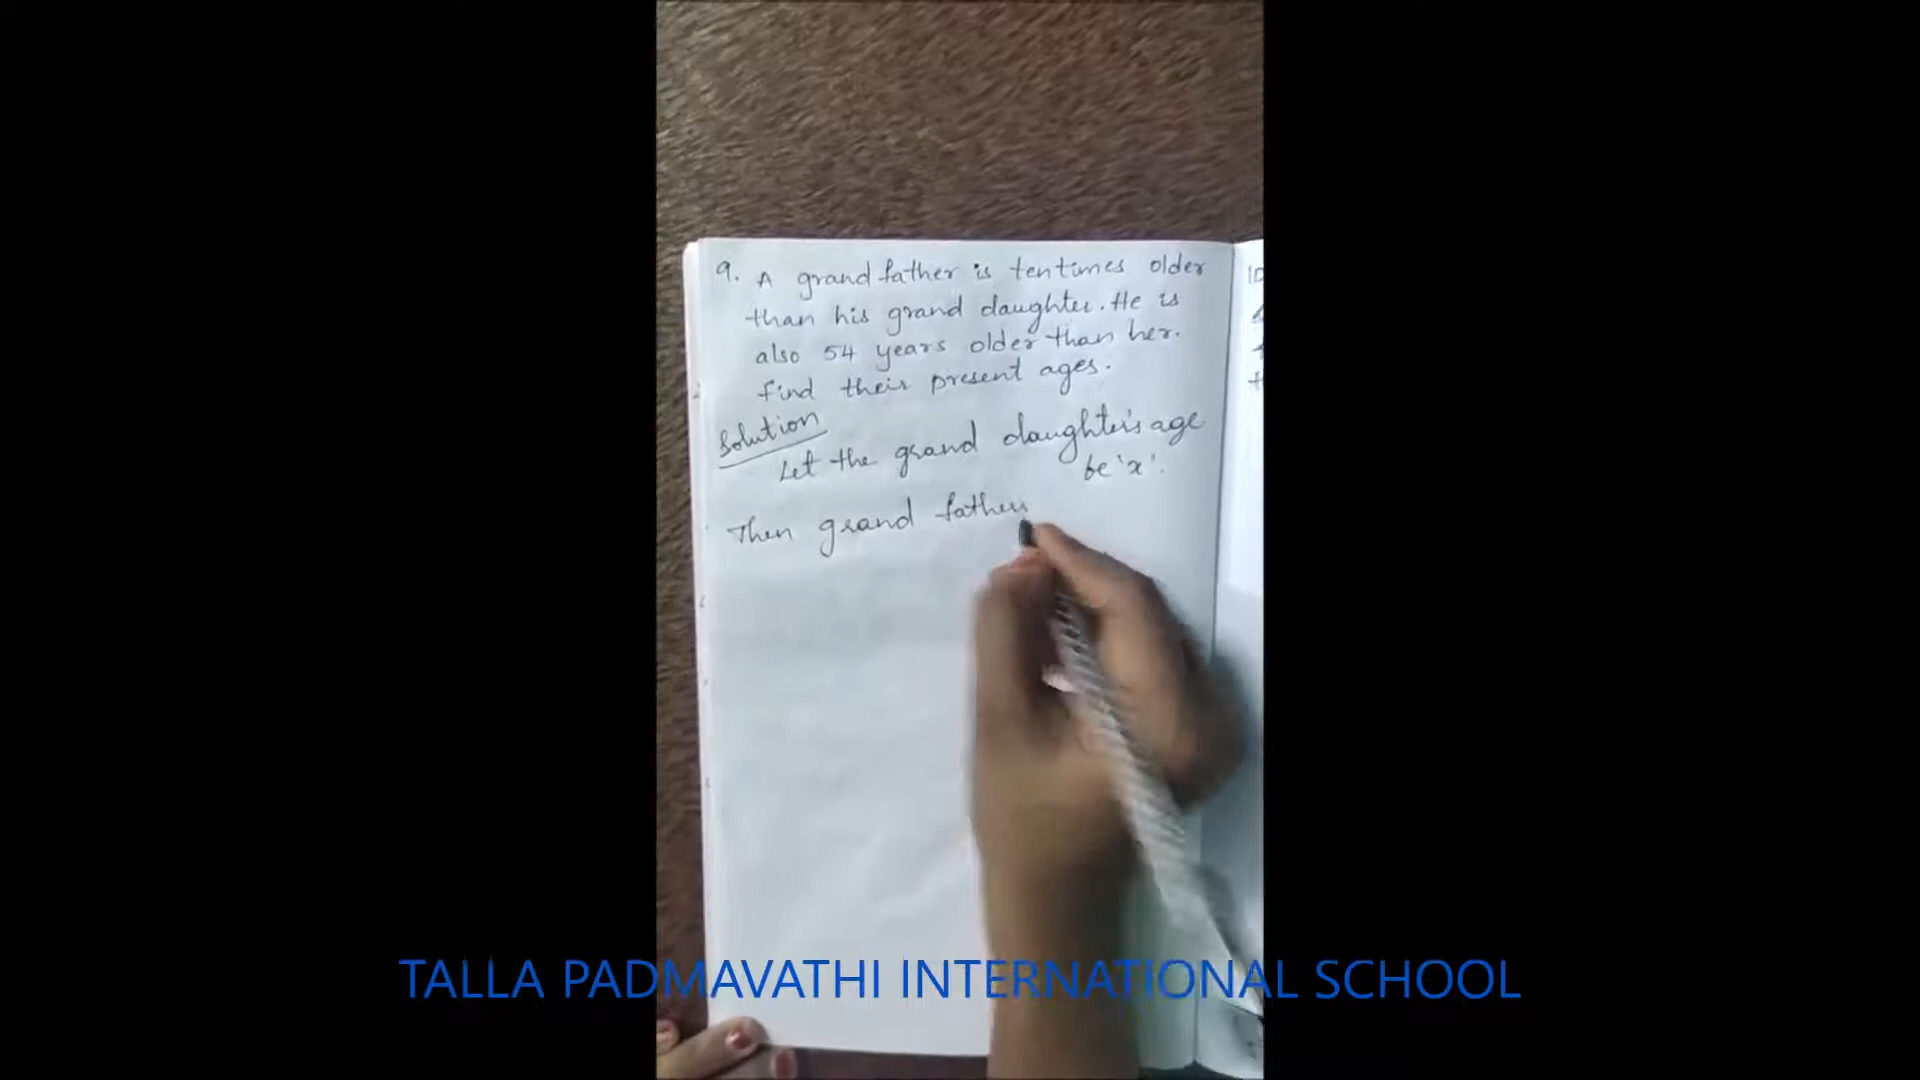 9. A grand father is ten times older
than his grand daughter. He is
also 54 years older than her.
find their present ages.
Solution
Let the grand daughter's age
be 'x'.
Then grand father
10
TALLA PADMAVATHI INTERNATIONAL SCHOOL